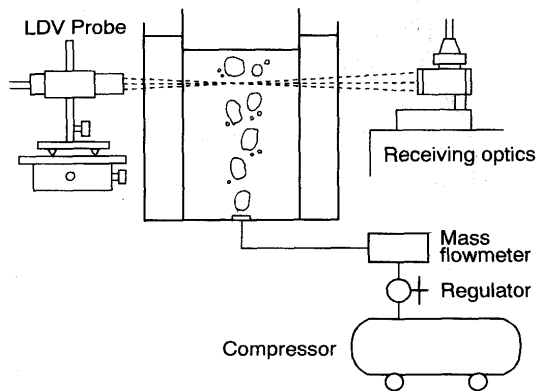 LDV Probe
Receiving optics
Mass
flowmeter
Regulator
Compressor